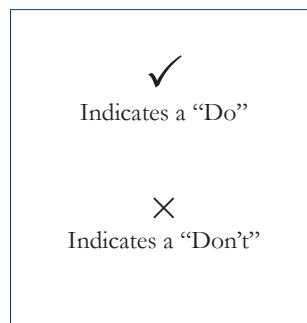 ✓
Indicates a “Do”
×
Indicates a “Don't”